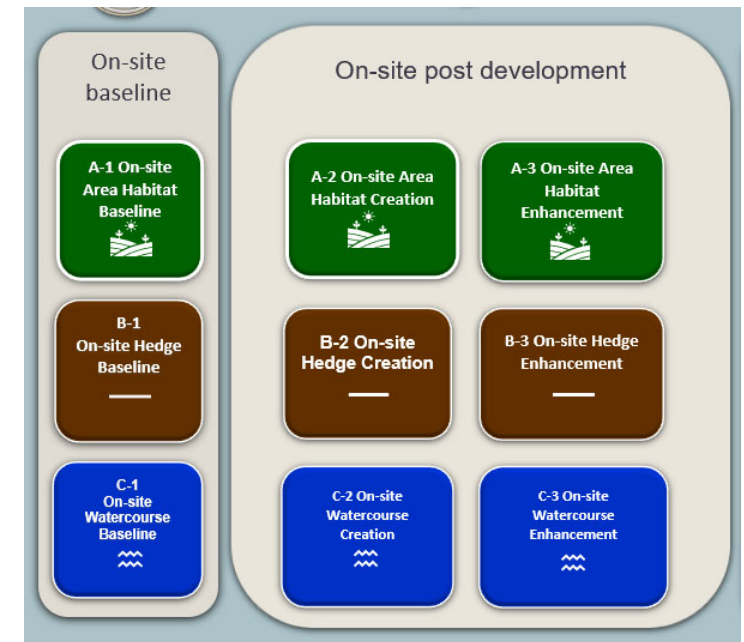 On-site
baseline
On-site post development
A-1 On-site
Area Habitat
Baseline
A-2 On-site Area
Habitat Creation
A-3 On-site Area
Habitat
Enhancement
B-1
On-site Hedge
Baseline
B-2 On-site
Hedge Creation
B-3 On-site Hedge
Enhancement
C-1
On-site
Watercourse
Baseline
C-2 On-site
Watercourse
Creation
C-3 On-site
Watercourse
Enhancement